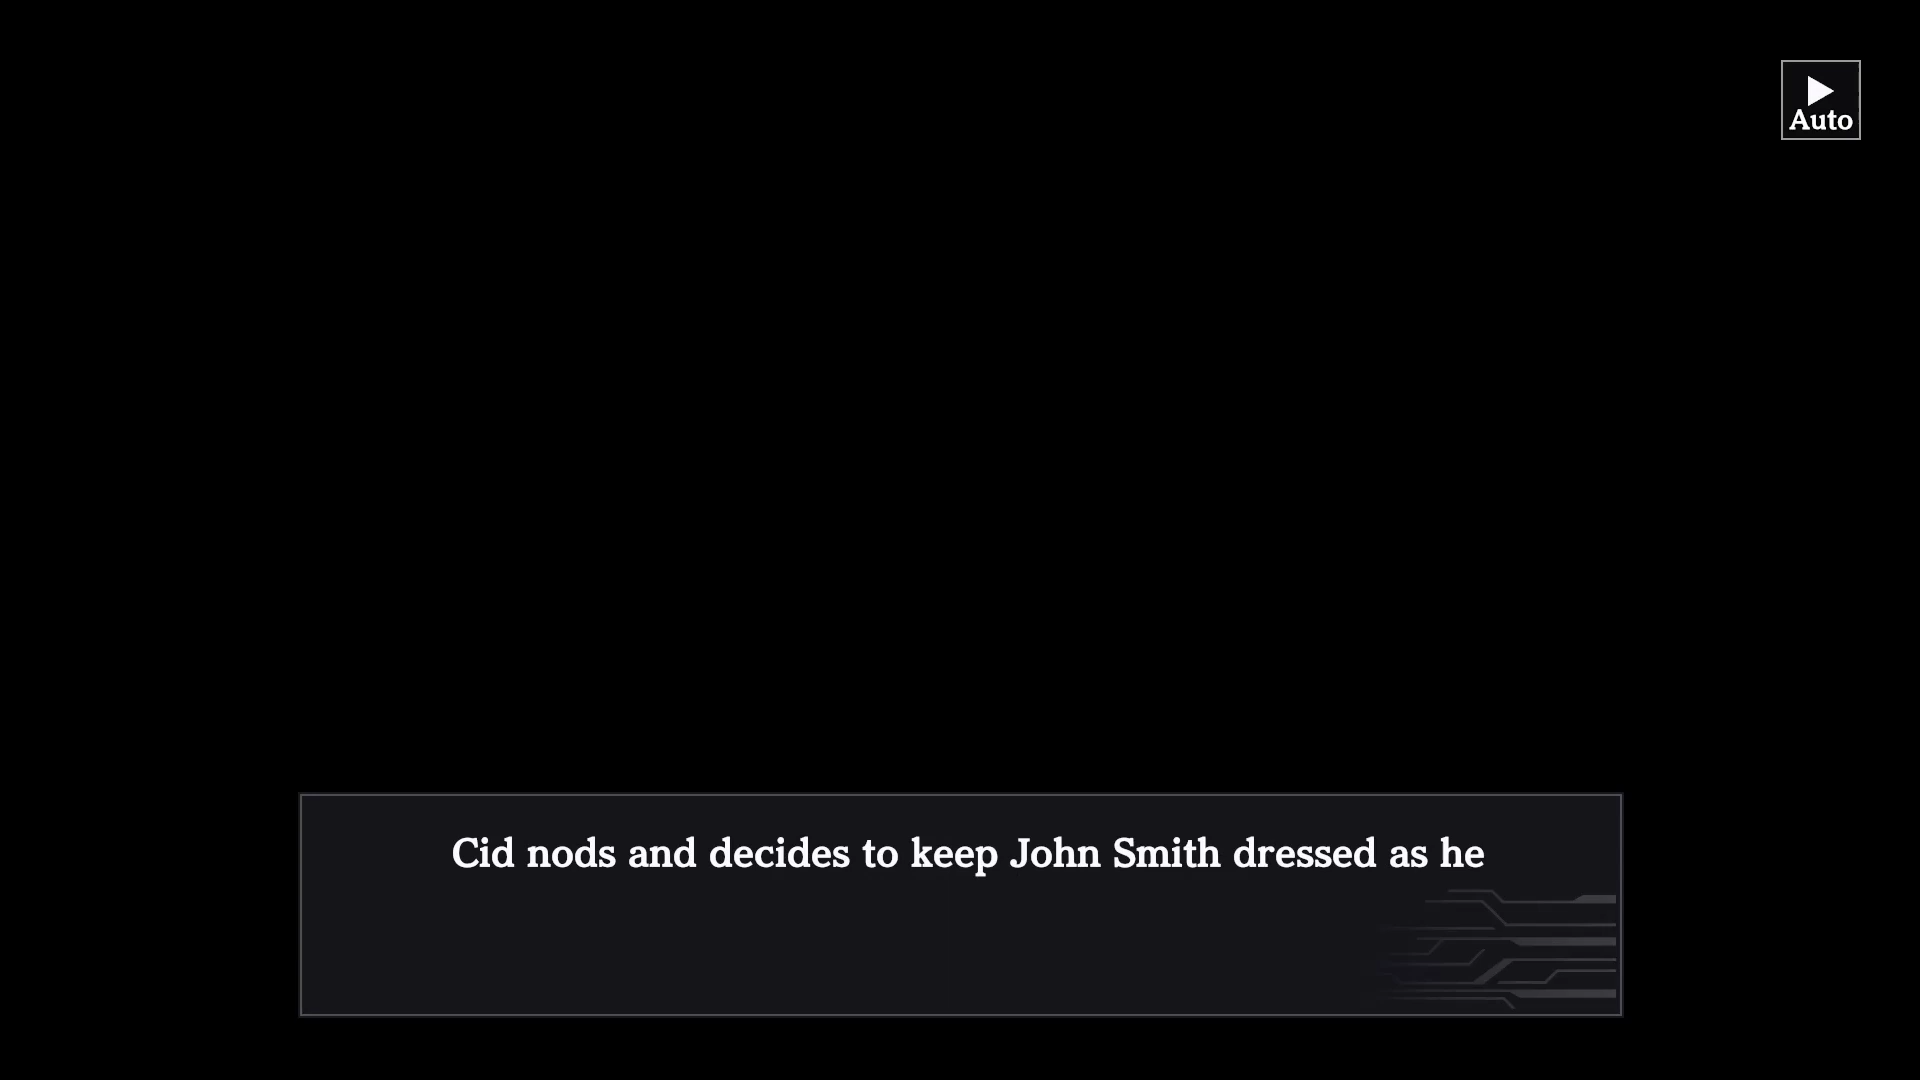 Auto
Cid nods and decides to keep John Smith dressed as he